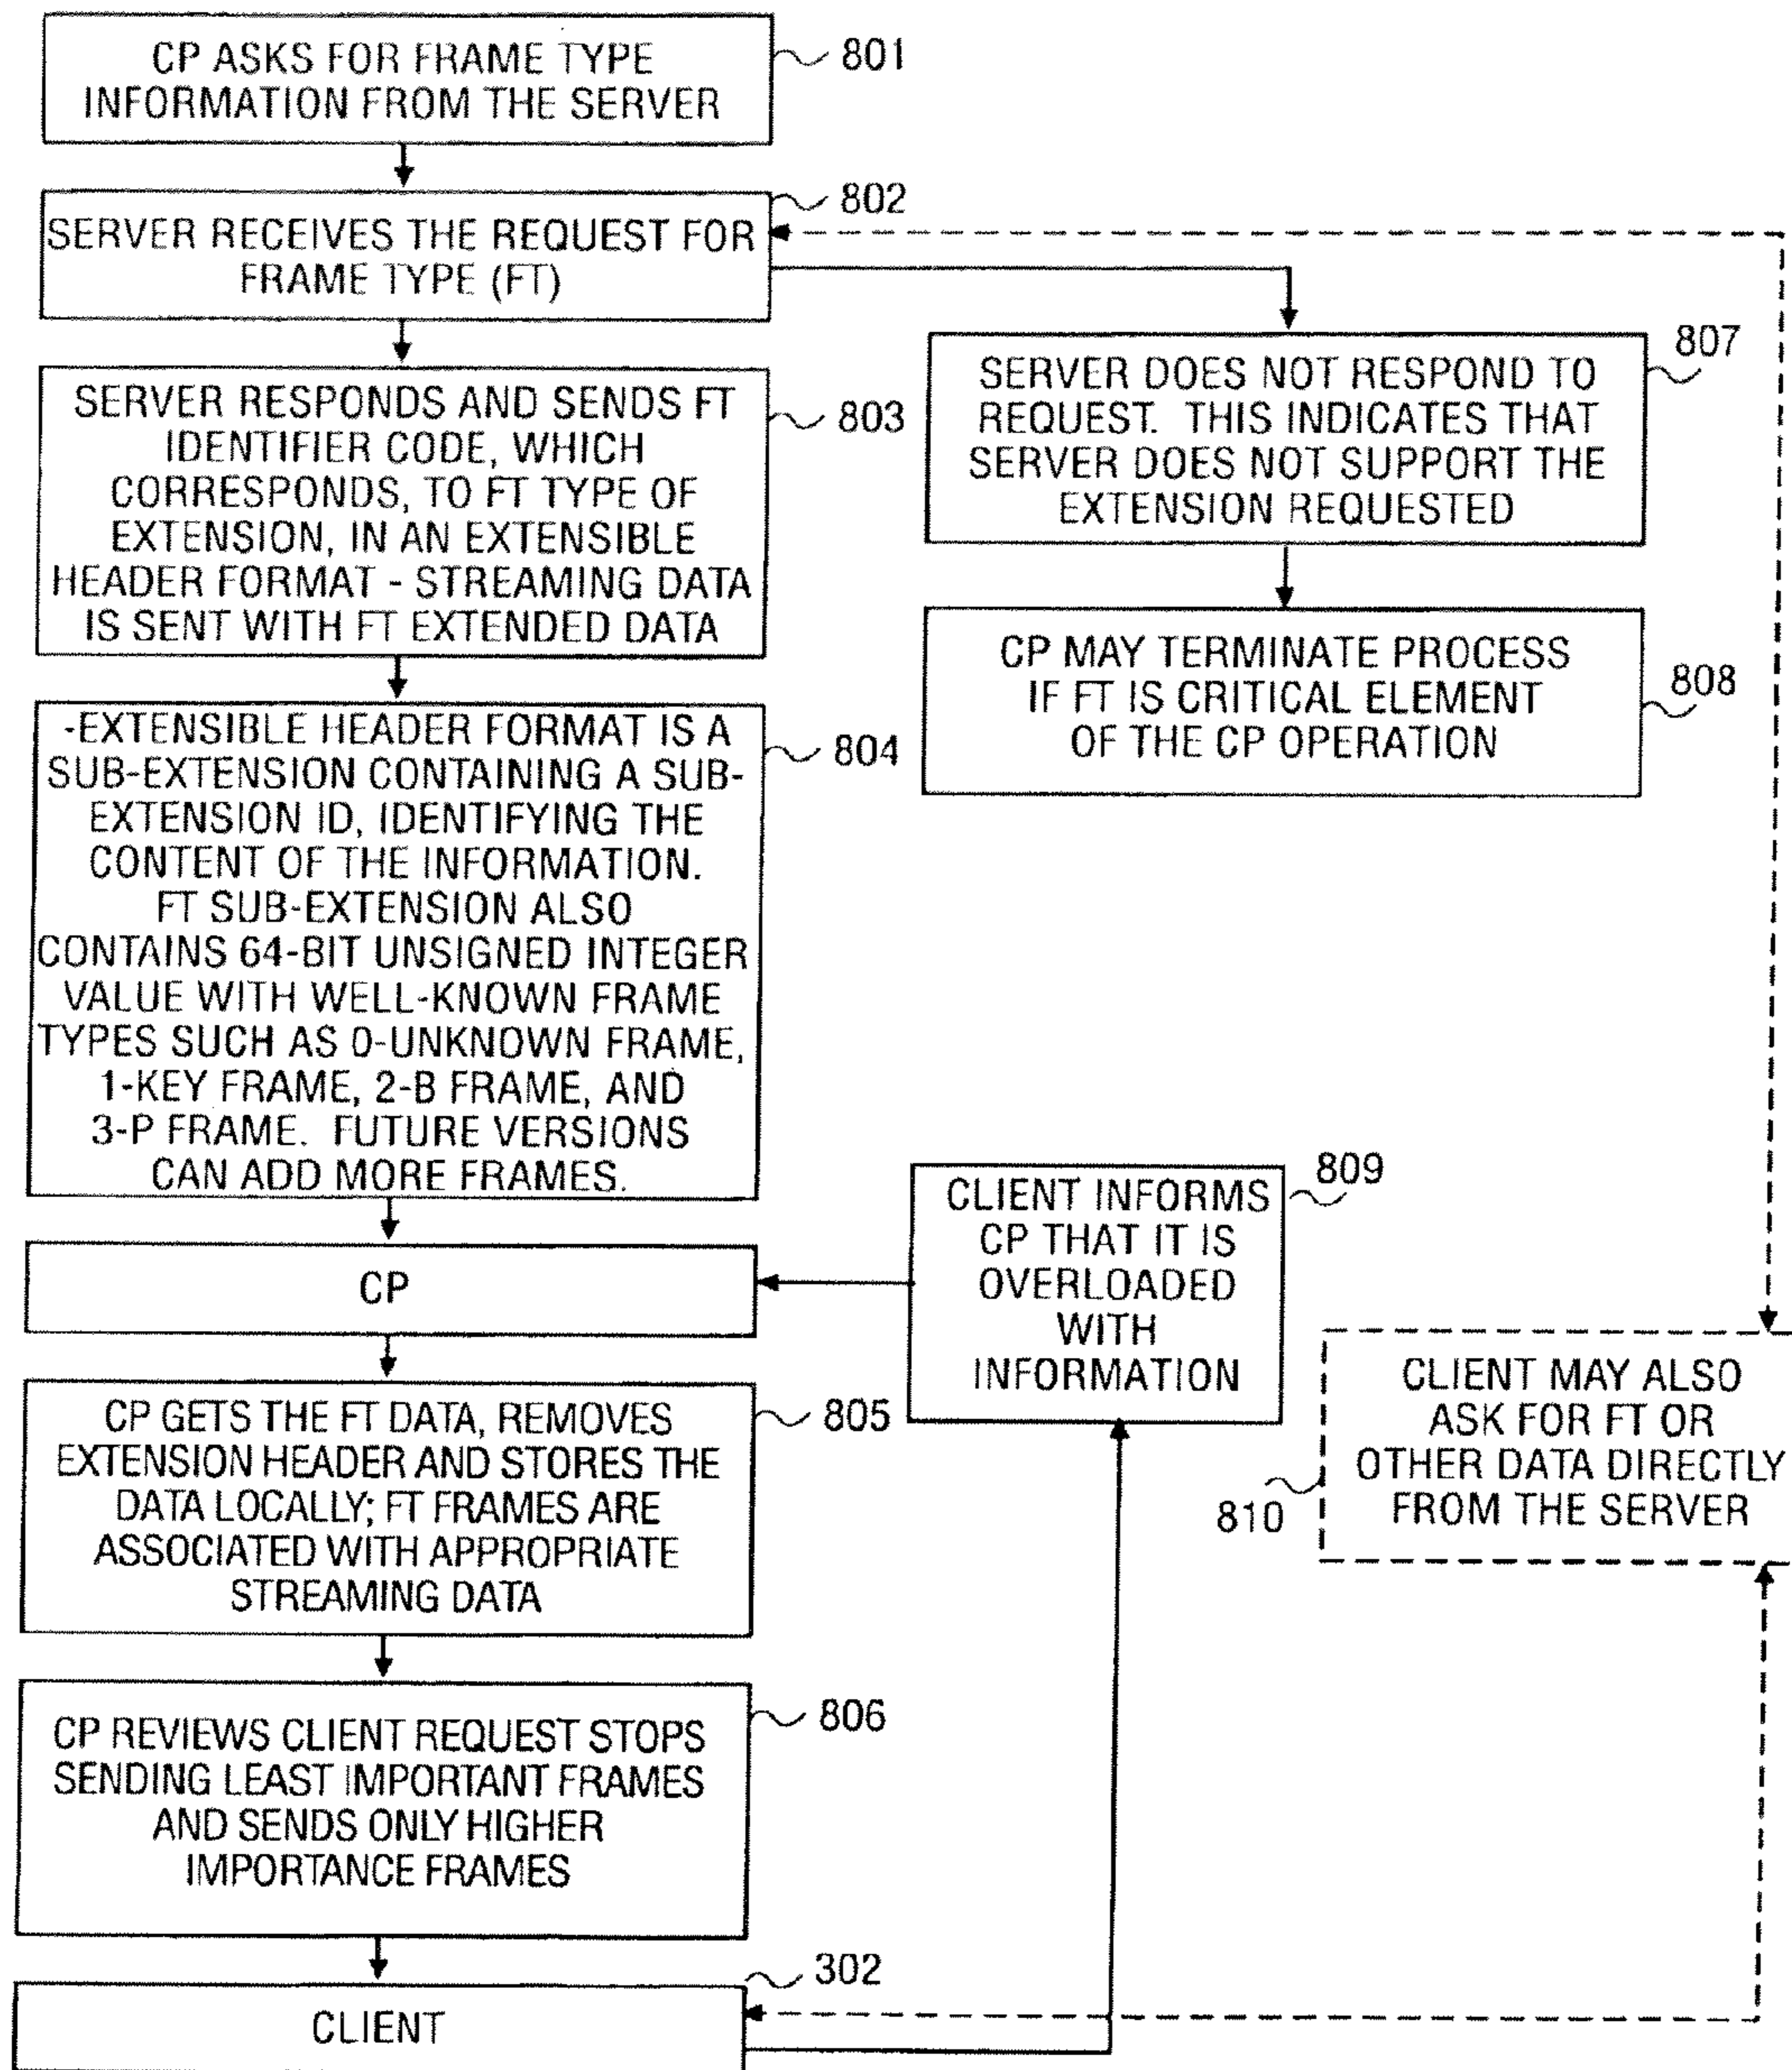 CP ASKS FOR FRAME TYPE
INFORMATION FROM THE SERVER
801
802
SERVER RECEIVES THE REQUEST FOR
FRAME TYPE (FT)
SERVER RESPONDS AND SENDS FT
IDENTIFIER CODE, WHICH
CORRESPONDS, TO FT TYPE OF
EXTENSION, IN AN EXTENSIBLE
HEADER FORMAT - STREAMING DATA
IS SENT WITH FT EXTENDED DATA
803
807
SERVER DOES NOT RESPOND TO
REQUEST. THIS INDICATES THAT
SERVER DOES NOT SUPPORT THE
EXTENSION REQUESTED
CP MAY TERMINATE PROCESS
IF FT IS CRITICAL ELEMENT
OF THE CP OPERATION
808
-EXTENSIBLE HEADER FORMAT IS A
SUB-EXTENSION CONTAINING A SUB-
EXTENSION ID, IDENTIFYING THE
CONTENT OF THE INFORMATION.
FT SUB-EXTENSION ALSO
CONTAINS 64-BIT UNSIGNED INTEGER
VALUE WITH WELL-KNOWN FRAME
TYPES SUCH AS 0-UNKNOWN FRAME,
1-KEY FRAME, 2-B FRAME, AND
3-P FRAME. FUTURE VERSIONS
CAN ADD MORE FRAMES.
804
CP
CLIENT INFORMS
CP THAT IT IS
OVERLOADED
WITH
INFORMATION
809
CP GETS THE FT DATA, REMOVES
EXTENSION HEADER AND STORES THE
DATA LOCALLY; FT FRAMES ARE
ASSOCIATED WITH APPROPRIATE
STREAMING DATA
805
CLIENT MAY ALSO
ASK FOR FT OR
OTHER DATA DIRECTLY
FROM THE SERVER
810
CP REVIEWS CLIENT REQUEST STOPS
SENDING LEAST IMPORTANT FRAMES
AND SENDS ONLY HIGHER
IMPORTANCE FRAMES
806
302
CLIENT